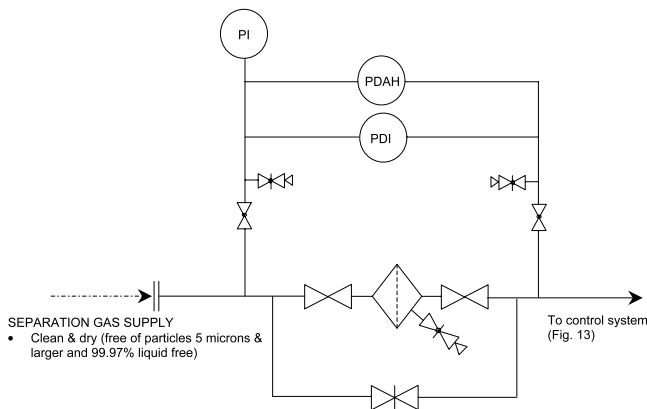 PI
PDAH
PDI
SEPARATION GAS SUPPLY
• Clean & dry (free of particles 5 microns &
larger and 99.97% liquid free)
To control system
(Fig. 13)